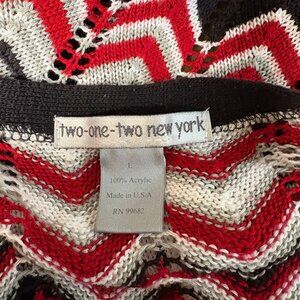 two-one-two new york
L
100% Acrylic
Made in U.S.A
RN 99682